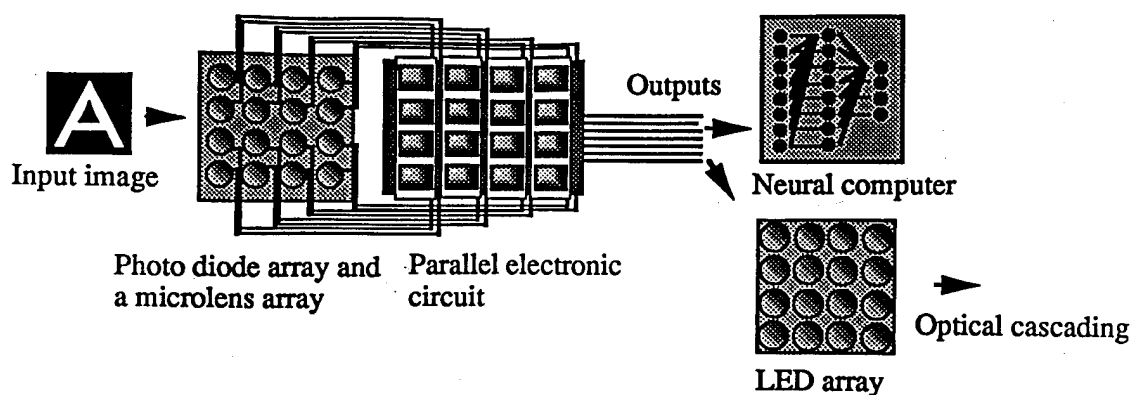 A
Input image
Photo diode array and
a microlens array
Parallel electronic
circuit
Outputs
Neural computer
LED array
Optical cascading